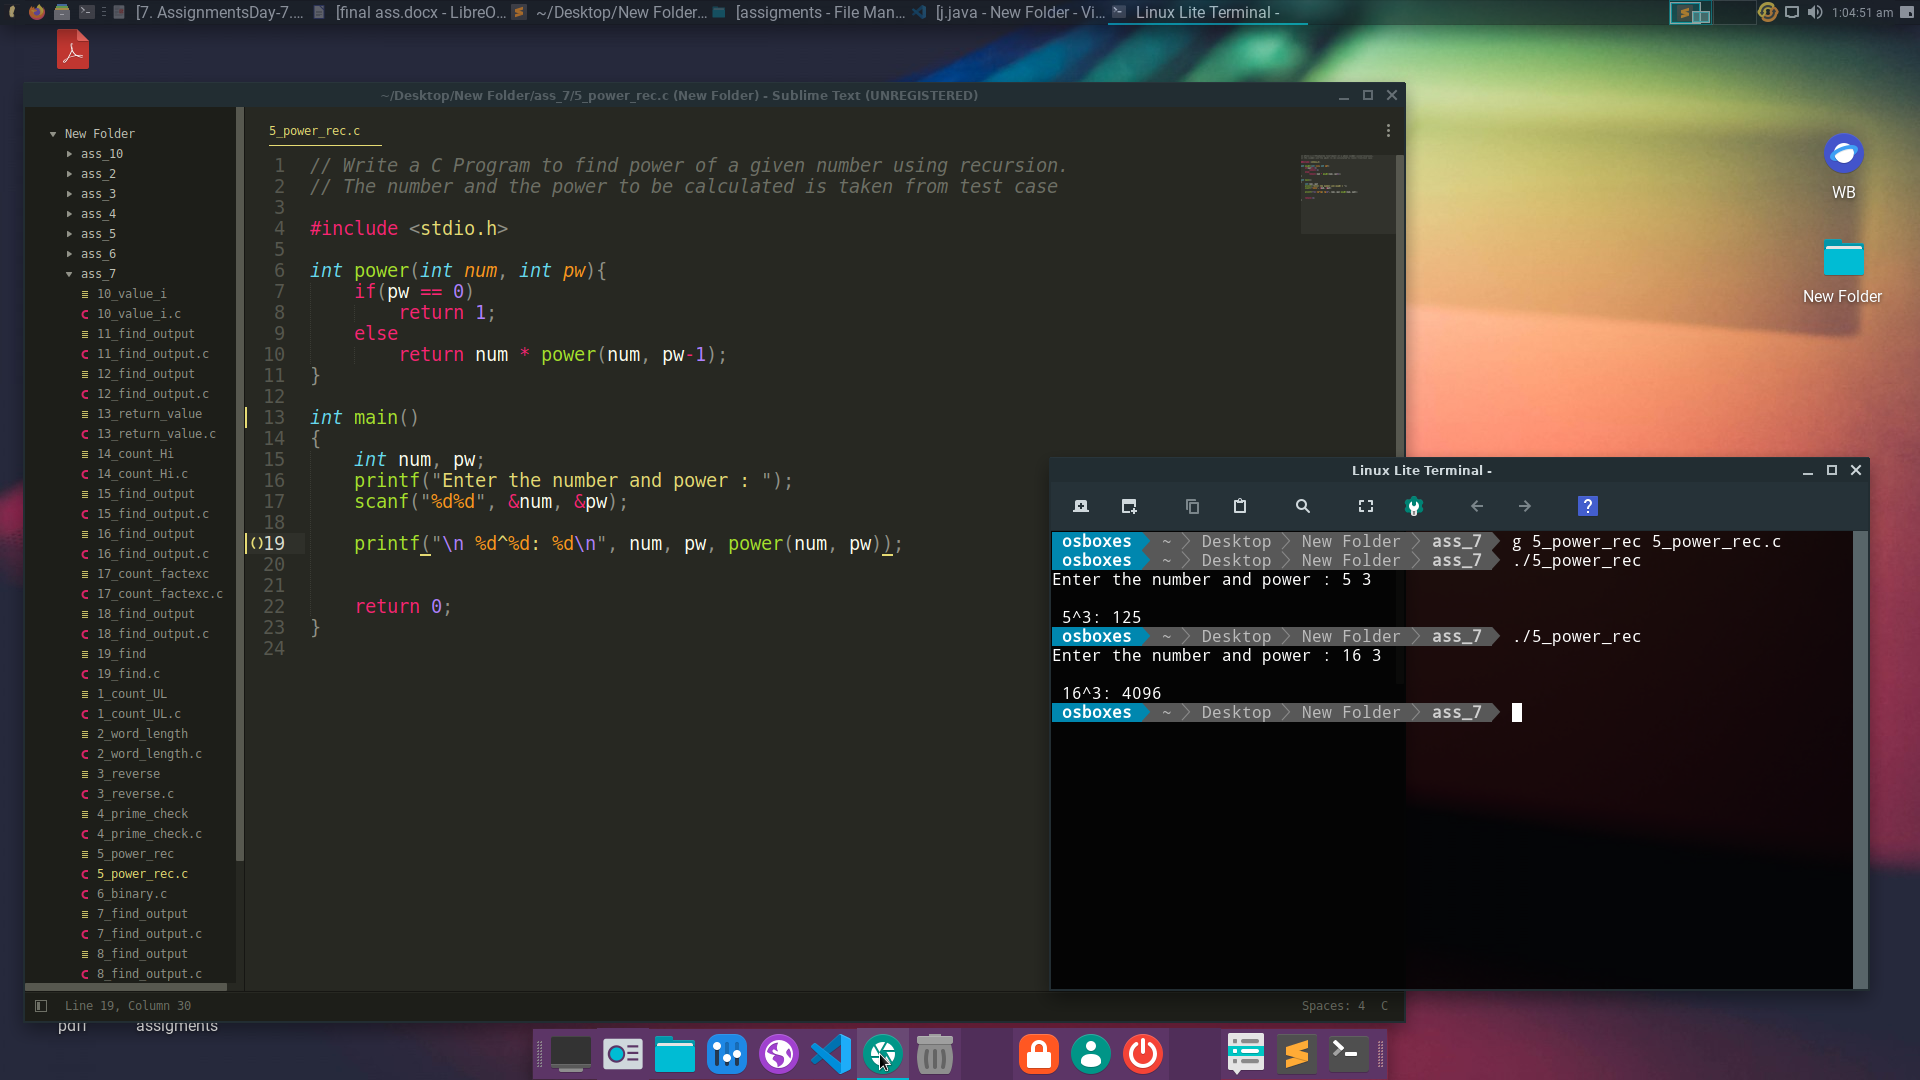 [7. AssignmentsDay-7....
[final ass.docx - LibreO...
~/Desktop/New Folder...
[assigments - File Man...
[j.java - New Folder - Vi...
Linux Lite Terminal -
1:04:51 am
~/Desktop/New Folder/ass_7/5_power_rec.c (New Folder) - Sublime Text (UNREGISTERED)
New Folder
ass_10
ass_2
ass_3
ass_4
ass_5
ass_6
ass_7
10_value_i
10_value_i.c
11_find_output
11_find_output.c
12_find_output
12_find_output.c
13_return_value
13_return_value.c
14_count_Hi
14_count_Hi.c
15_find_output
15_find_output.c
16_find_output
16_find_output.c
17_count_factexc
17_count_factexc.c
18_find_output
18_find_output.c
19_find
19_find.c
1_count_UL
1_count_UL.c
2_word_length
2_word_length.c
3_reverse
3_reverse.c
4_prime_check
4_prime_check.c
5_power_rec
5_power_rec.c
6_binary.c
7_find_output
7_find_output.c
8_find_output
8_find_output.c
5_power_rec.c
1 // Write a C Program to find power of a given number using recursion.
2 // The number and the power to be calculated is taken from test case
3
4 #include <stdio.h>
5
6 int power(int num, int pw){
7     if(pw == 0)
8         return 1;
9     else
10         return num * power(num, pw-1);
11 }
12
13 int main()
14 {
15     int num, pw;
16     printf("Enter the number and power : ");
17     scanf("%d%d", &num, &pw);
18
19     printf("\n %d^%d: %d\n", num, pw, power(num, pw));
20
21
22     return 0;
23 }
24
Line 19, Column 30
Spaces: 4
C
Linux Lite Terminal -
osboxes ~ Desktop New Folder ass_7 g 5_power_rec 5_power_rec.c
osboxes ~ Desktop New Folder ass_7 ./5_power_rec
Enter the number and power : 5 3
5^3: 125
osboxes ~ Desktop New Folder ass_7 ./5_power_rec
Enter the number and power : 16 3
16^3: 4096
osboxes ~ Desktop New Folder ass_7
WB
New Folder
assigments